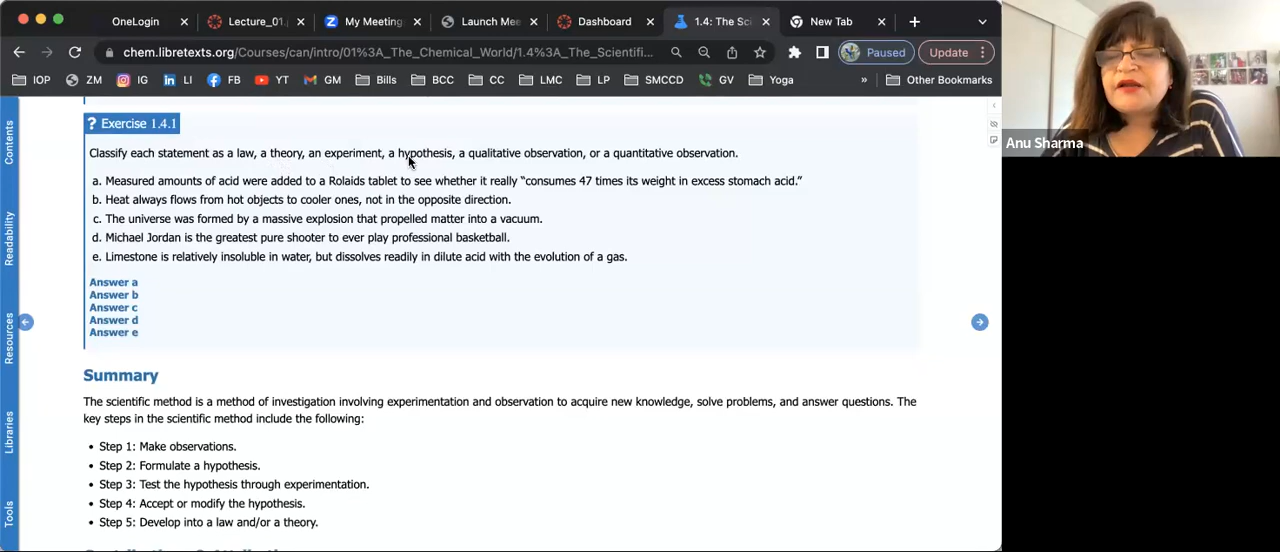 OneLogin
Lecture_01.
My Meeting
Launch Mee
Dashboard
1.4: The Sci
New Tab
chem.libretexts.org/Courses/can/intro/01%3A_The_Chemical_World/1.4%3A_The_Scientifi...
Paused
Update
IOP
ZM
IG
LI
FB
YT
GM
Bills
BCC
CC
LMC
LP
SMCCD
GV
Yoga
»
Other Bookmarks
Contents
Readability
Resources
Libraries
Tools
? Exercise 1.4.1
Classify each statement as a law, a theory, an experiment, a hypothesis, a qualitative observation, or a quantitative observation.
a. Measured amounts of acid were added to a Rolaids tablet to see whether it really “consumes 47 times its weight in excess stomach acid.”
b. Heat always flows from hot objects to cooler ones, not in the opposite direction.
c. The universe was formed by a massive explosion that propelled matter into a vacuum.
d. Michael Jordan is the greatest pure shooter to ever play professional basketball.
e. Limestone is relatively insoluble in water, but dissolves readily in dilute acid with the evolution of a gas.
Answer a
Answer b
Answer c
Answer d
Answer e
Summary
The scientific method is a method of investigation involving experimentation and observation to acquire new knowledge, solve problems, and answer questions. The
key steps in the scientific method include the following:
• Step 1: Make observations.
• Step 2: Formulate a hypothesis.
• Step 3: Test the hypothesis through experimentation.
• Step 4: Accept or modify the hypothesis.
• Step 5: Develop into a law and/or a theory.
Anu Sharma